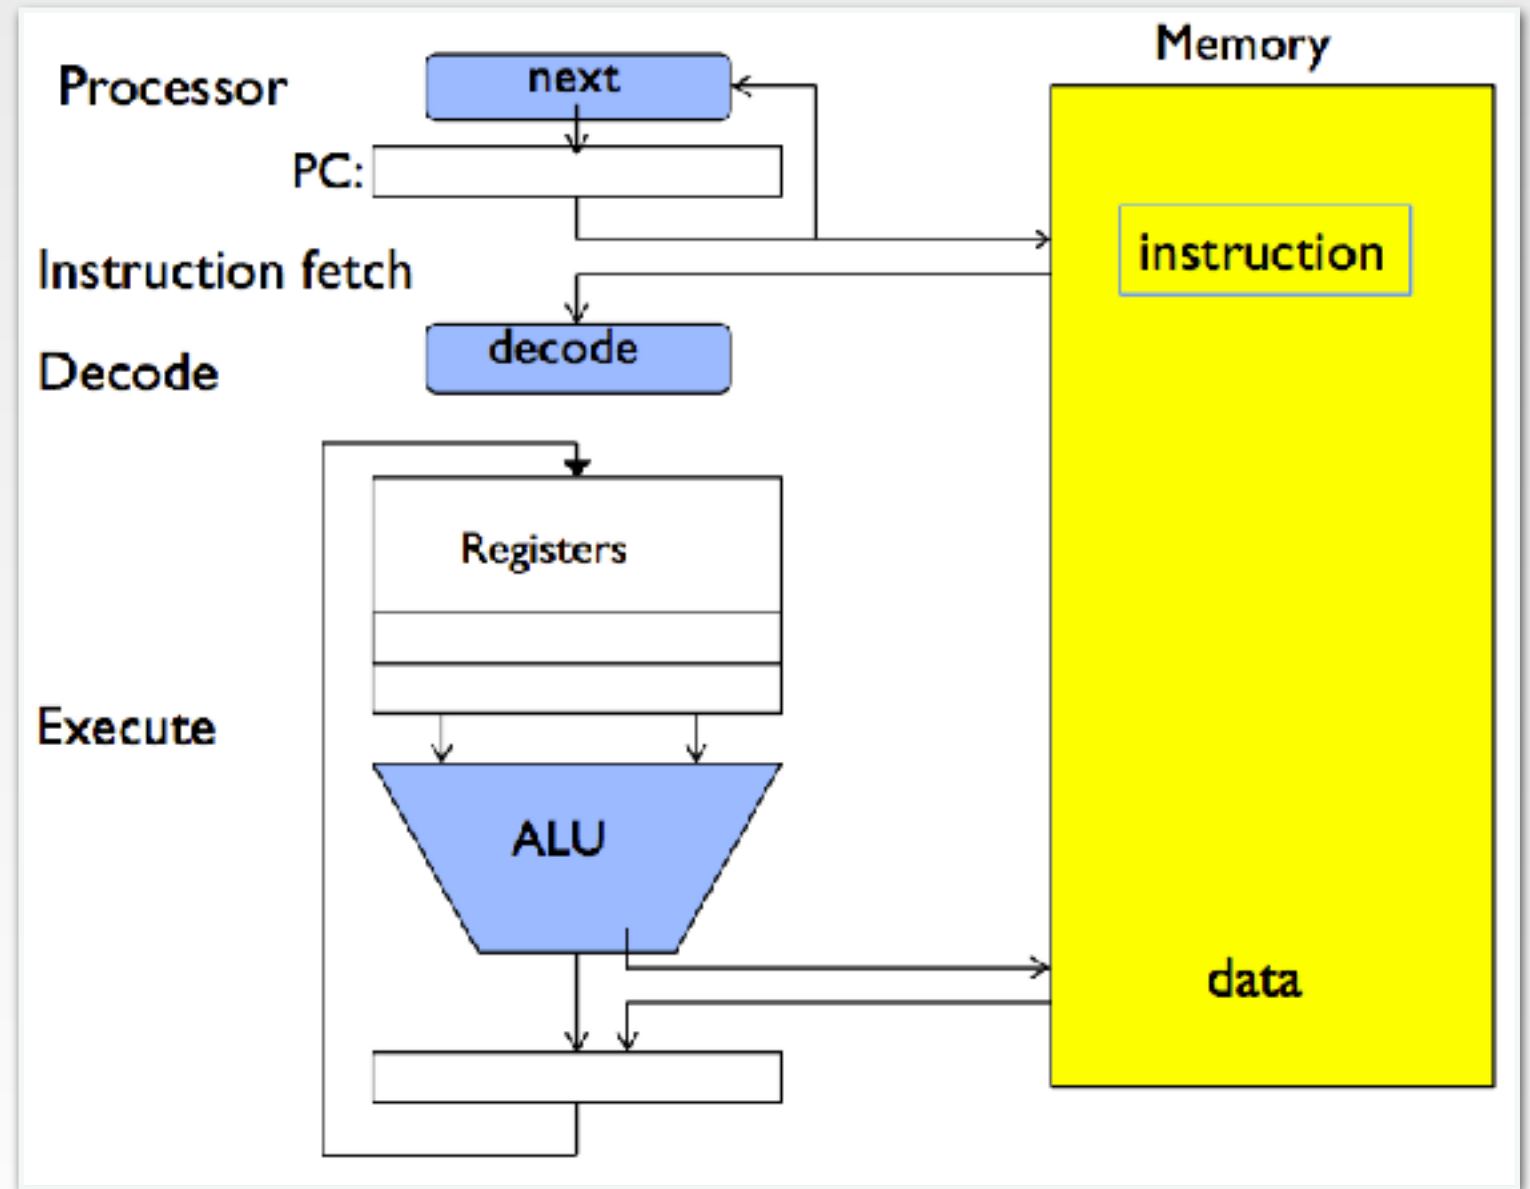 Memory
Processor
next
PC:
instruction
Instruction fetch
decode
Decode
Registers
Execute
ALU
data